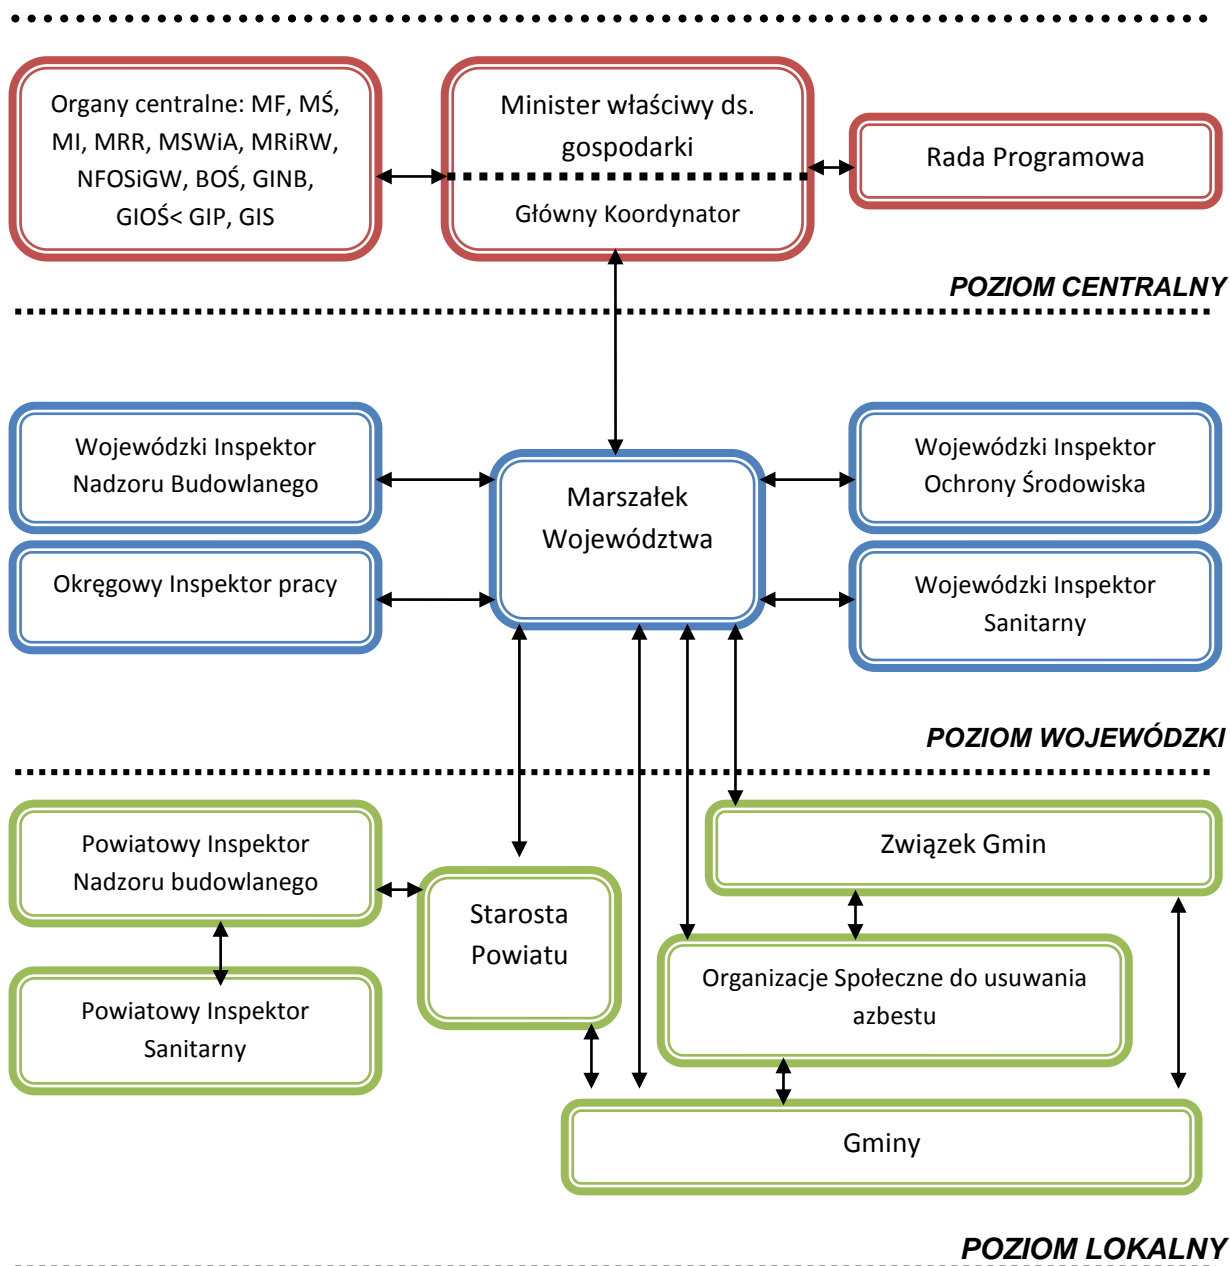 Organy centralne: MF, MŚ,
MI, MRR, MSWiA, MRiRW,
NFOSiGW, BOŚ, GINB,
GIOŚ< GIP, GIS
Minister właściwy ds.
gospodarki
Główny Koordynator
Rada Programowa
POZIOM CENTRALNY
Wojewódzki Inspektor
Nadzoru Budowlanego
Okręgowy Inspektor pracy
Marszałek
Województwa
Wojewódzki Inspektor
Ochrony Środowiska
Wojewódzki Inspektor
Sanitarny
POZIOM WOJEWÓDZKI
Powiatowy Inspektor
Nadzoru budowlanego
Powiatowy Inspektor
Sanitarny
Starosta
Powiatu
Związek Gmin
Organizacje Społeczne do usuwania
azbestu
Gminy
POZIOM LOKALNY